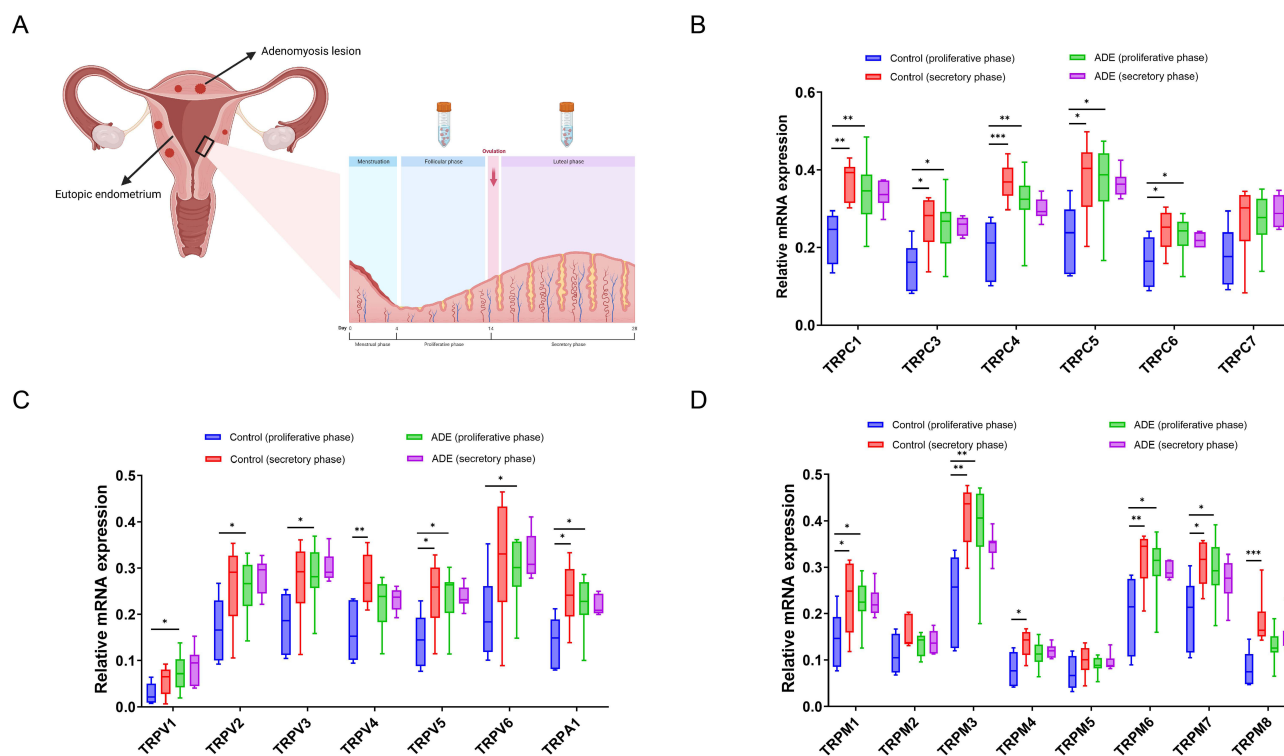 A
Adenomyosis lesion
Eutopic endometrium
Menstruation
Follicular phase
Ovulation
Luteal phase
Day 0 4 14 28
Menstrual phase
Proliferative phase
Secretory phase
B
Control (proliferative phase)
ADE (proliferative phase)
Control (secretory phase)
ADE (secretory phase)
Relative mRNA expression
0.6
0.4
0.2
0.0
** ** * * *** ** * * * *
TRPC1 TRPC3 TRPC4 TRPC5 TRPC6 TRPC7
C
Control (proliferative phase)
ADE (proliferative phase)
Control (secretory phase)
ADE (secretory phase)
Relative mRNA expression
0.5
0.4
0.3
0.2
0.1
0.0
* * * ** * * * * *
TRPV1 TRPV2 TRPV3 TRPV4 TRPV5 TRPV6 TRPA1
D
Control (proliferative phase)
ADE (proliferative phase)
Control (secretory phase)
ADE (secretory phase)
Relative mRNA expression
0.5
0.4
0.3
0.2
0.1
0.0
* * ** ** * ** * * * ***
TRPM1 TRPM2 TRPM3 TRPM4 TRPM5 TRPM6 TRPM7 TRPM8